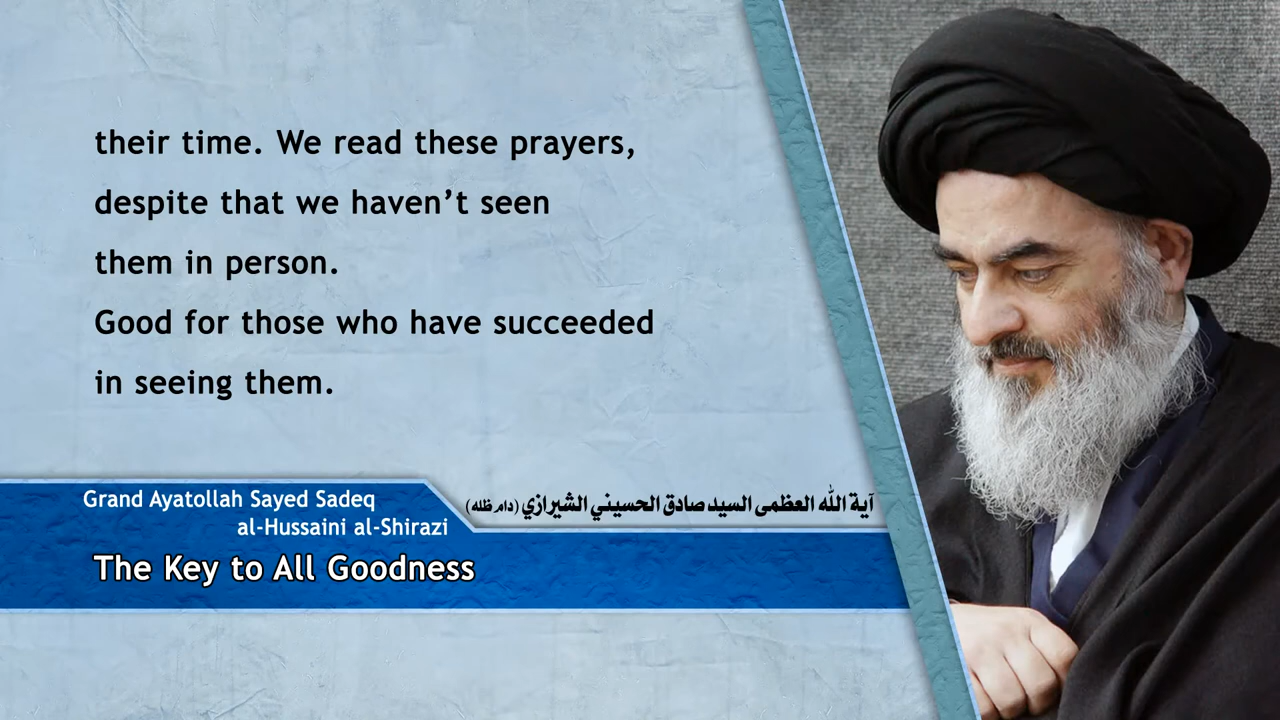 their time. We read these prayers,
despite that we haven’t seen
them in person.
Good for those who have succeeded
in seeing them.
Grand Ayatollah Sayed Sadeq
al-Hussaini al-Shirazi
آية الله العظمى السيد صادق الحسيني الشيرازي (دام ظله)
The Key to All Goodness